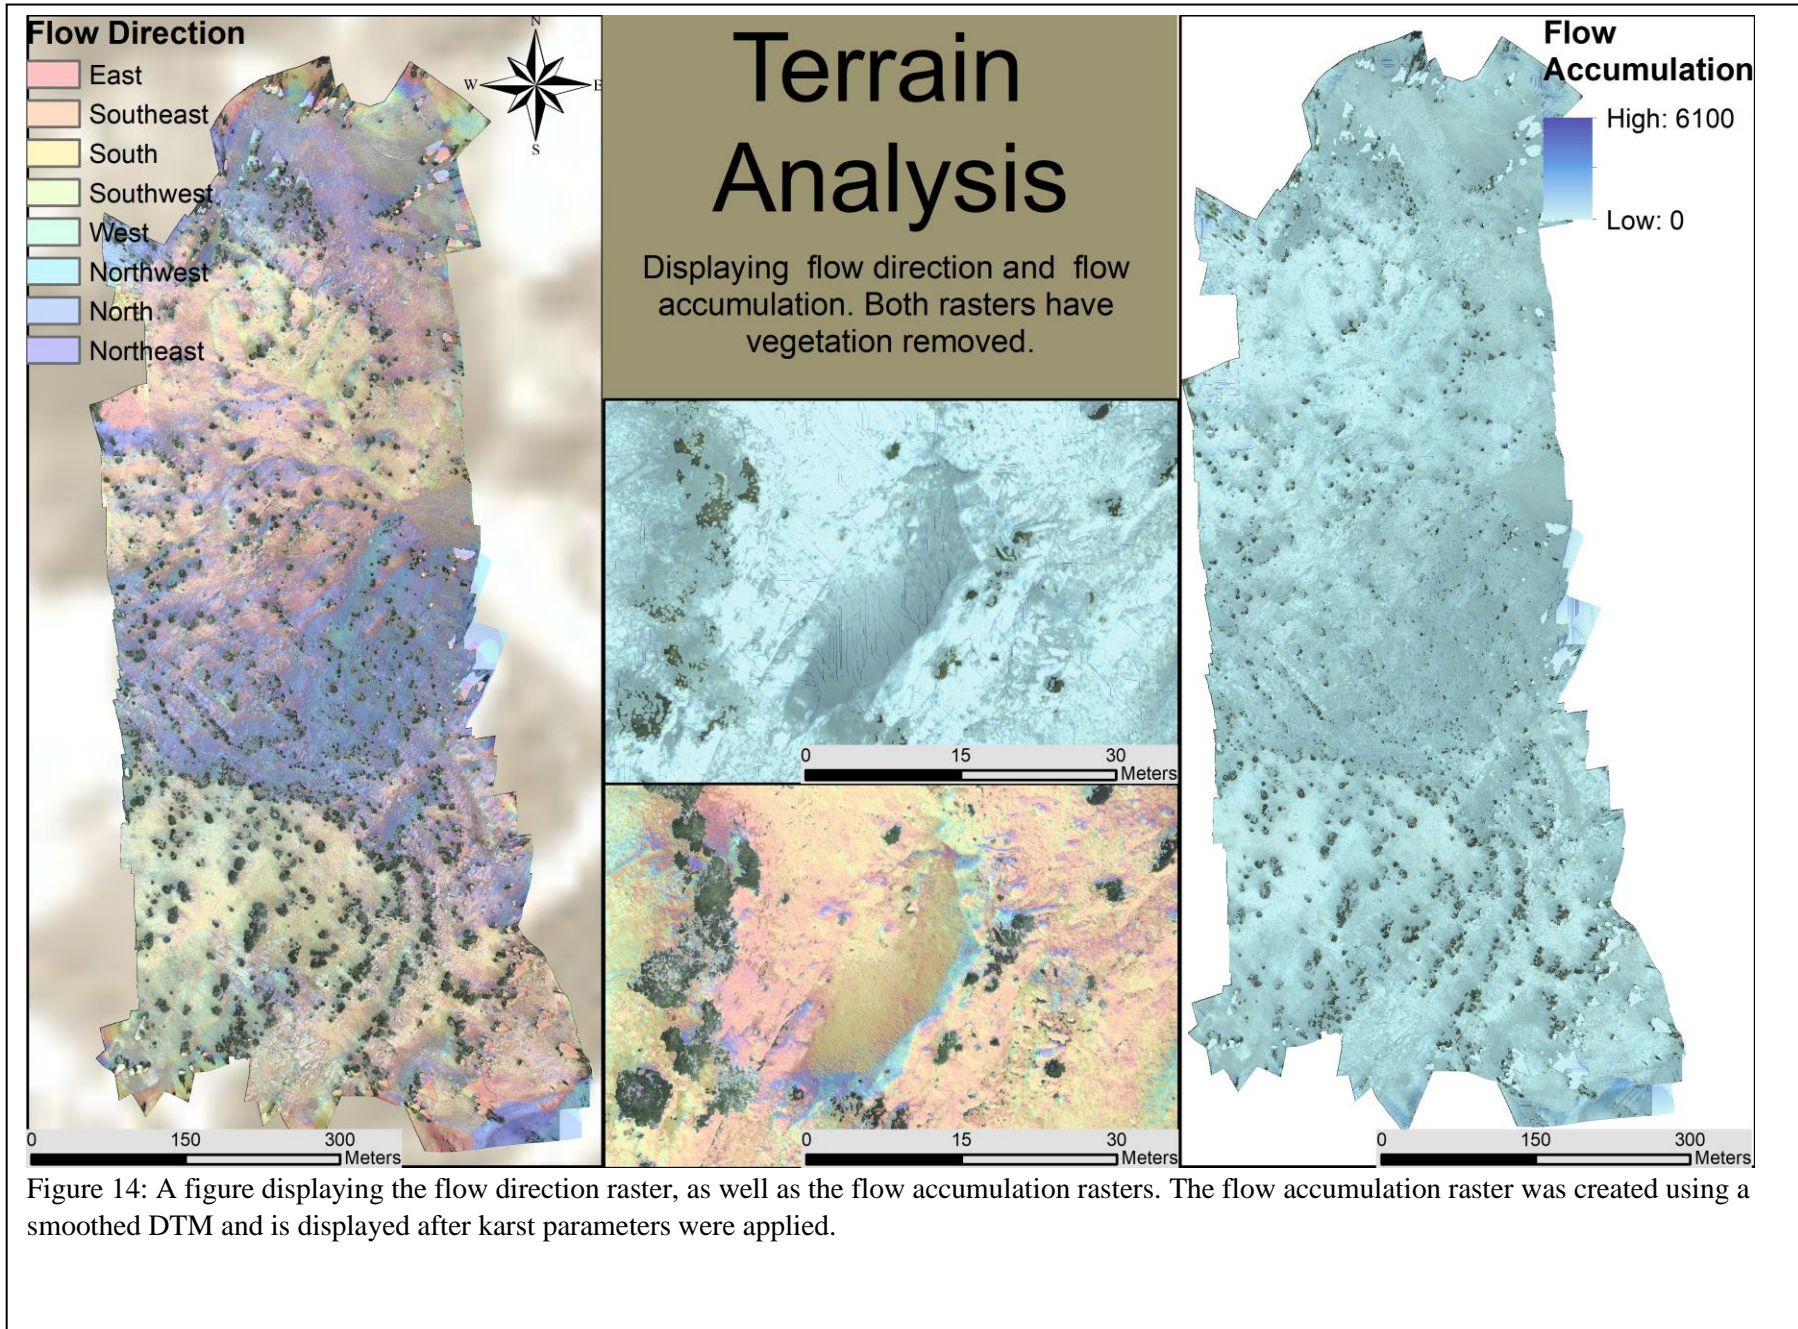 Flow Direction
East
Southeast
South
Southwest
West
Northwest
North
Northeast
N
W
E
S
0 150 300
Meters
Terrain
Analysis
Displaying flow direction and flow
accumulation. Both rasters have
vegetation removed.
0 15 30
Meters
0 15 30
Meters
Flow
Accumulation
High: 6100
Low: 0
0 150 300
Meters
Figure 14: A figure displaying the flow direction raster, as well as the flow accumulation rasters. The flow accumulation raster was created using a
smoothed DTM and is displayed after karst parameters were applied.